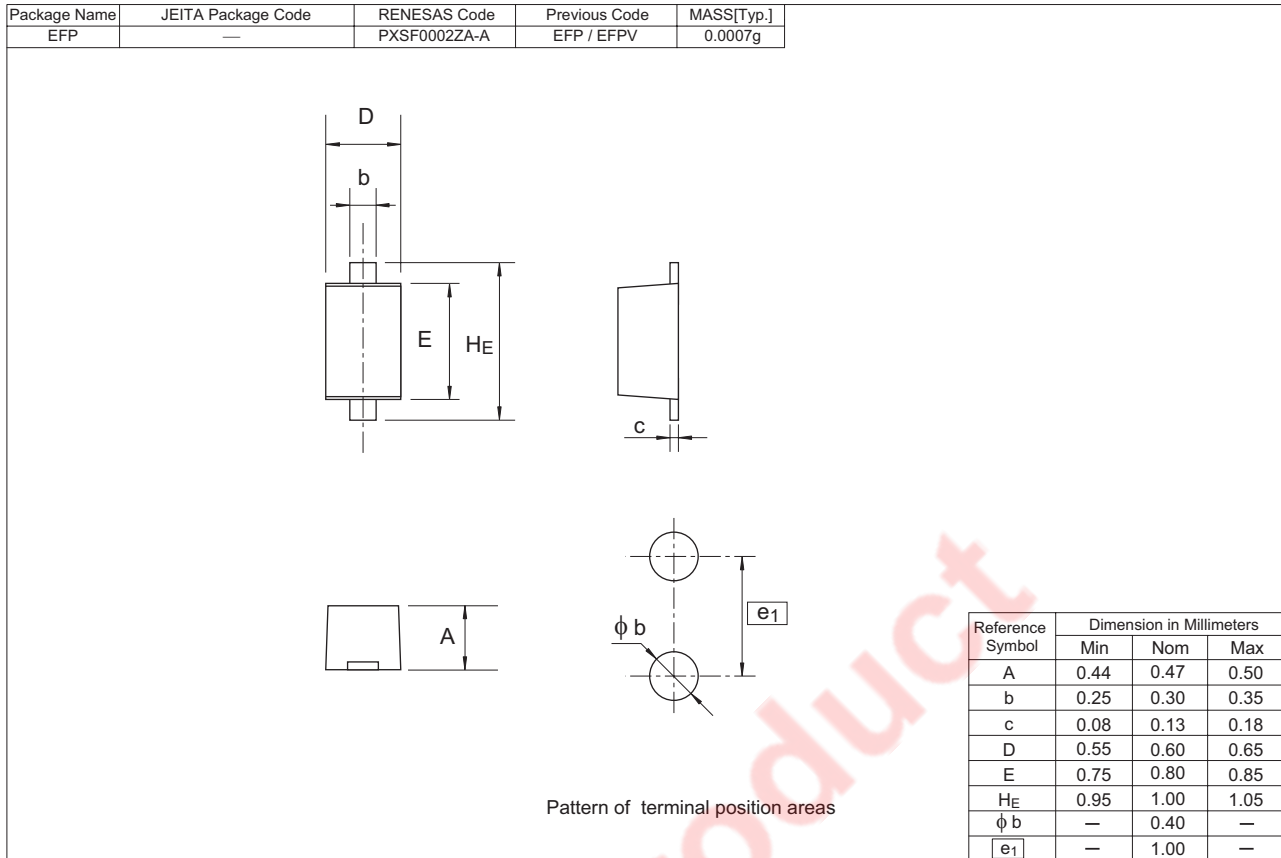 Package Name JEITA Package Code RENESAS Code Previous Code MASS[Typ.]
EFP — PXSF0002ZA-A EFP / EFPV 0.0007g
D
b
E
HE
c
A
ϕ b
e1
Pattern of terminal position areas
Reference Symbol Dimension in Millimeters
Min Nom Max
A 0.44 0.47 0.50
b 0.25 0.30 0.35
c 0.08 0.13 0.18
D 0.55 0.60 0.65
E 0.75 0.80 0.85
HE 0.95 1.00 1.05
ϕ b — 0.40 —
e1 — 1.00 —
oduct